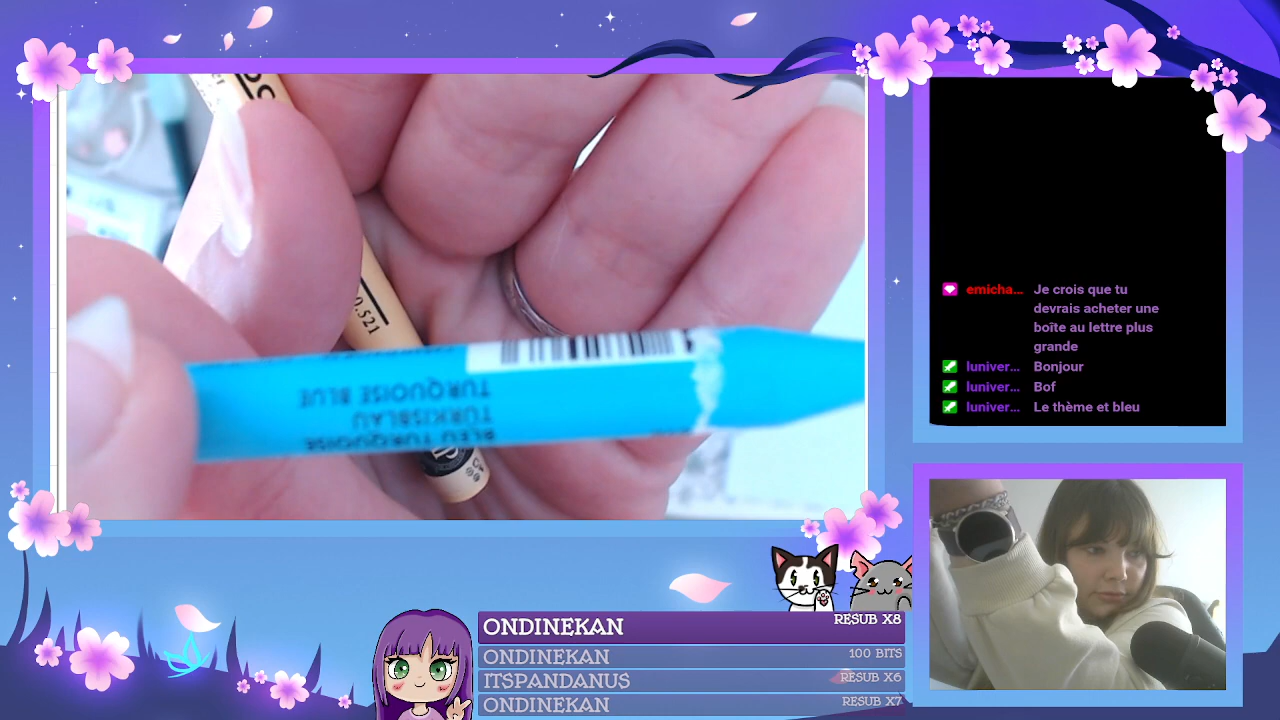 0.521
TURQUOISE BLUE
TÜRKISBLAU
BLEU TURQUOISE
emicha... Je crois que tu
devrais acheter une
boîte au lettre plus
grande
luniver... Bonjour
luniver... Bof
luniver... Le thème et bleu
ONDINEKAN RESUB X8
ONDINEKAN 100 BITS
ITSPANDANUS RESUB X6
ONDINEKAN RESUB X7